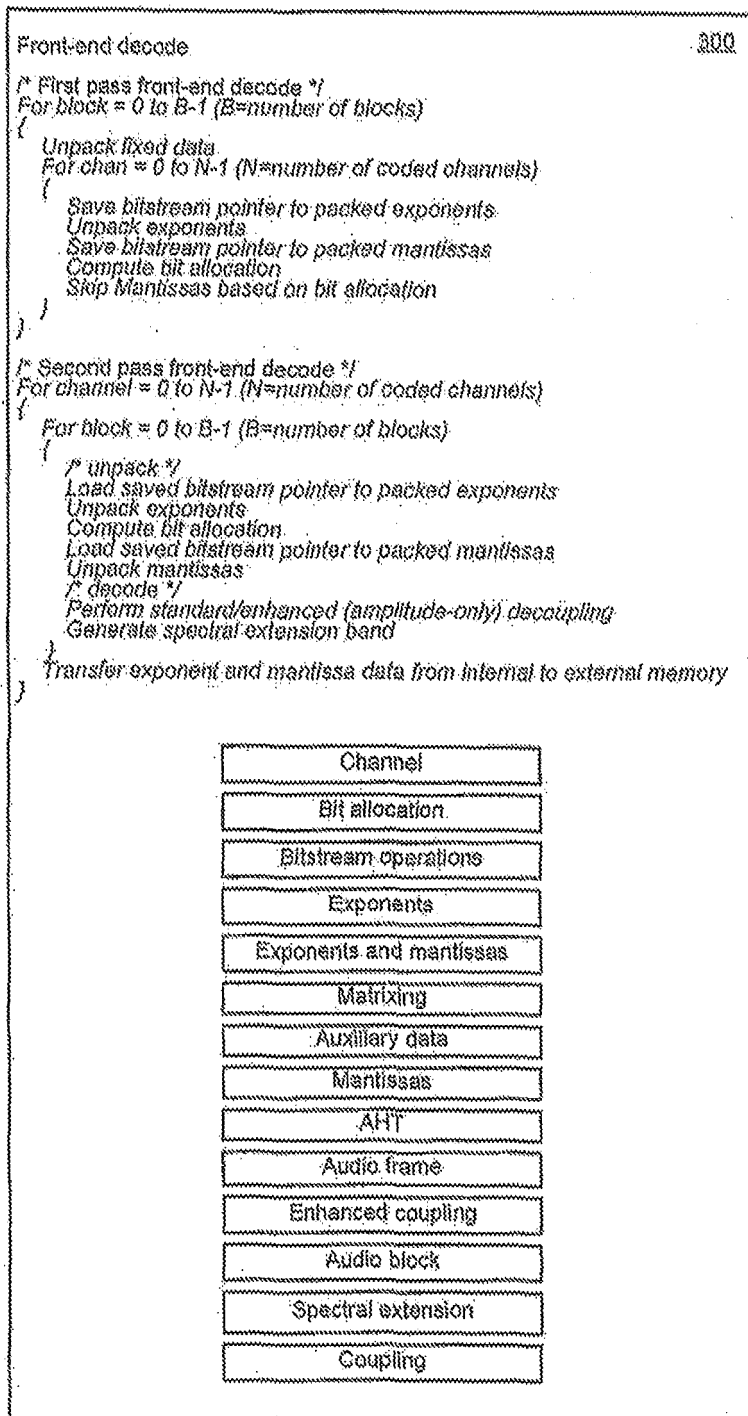 Front-end decode 300
/* First pass front-end decode */
For block = 0 to B-1 (B=number of blocks)
{
Unpack fixed data
For chan = 0 to N-1 (N=number of coded channels)
{
Save bitstream pointer to packed exponents
Unpack exponents
Save bitstream pointer to packed mantissas
Compute bit allocation
Skip Mantissas based on bit allocation
}
}
/* Second pass front-end decode */
For channel = 0 to N-1 (N=number of coded channels)
{
For block = 0 to B-1 (B=number of blocks)
{
/* unpack */
Load saved bitstream pointer to packed exponents
Unpack exponents
Compute bit allocation
Load saved bitstream pointer to packed mantissas
Unpack mantissas
/* decode */
Perform standard/enhanced (amplitude-only) decoupling
Generate spectral extension band
}
Transfer exponent and mantissa data from internal to external memory
}
Channel
Bit allocation
Bitstream operations
Exponents
Exponents and mantissas
Matrixing
Auxiliary data
Mantissas
AHT
Audio frame
Enhanced coupling
Audio block
Spectral extension
Coupling